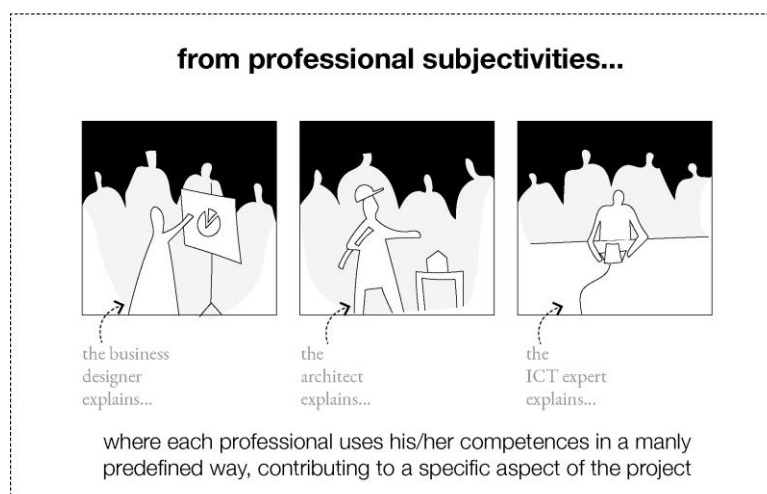 from professional subjectivities...
the business
designer
explains...
the
architect
explains...
the
ICT expert
explains...
where each professional uses his/her competences in a manly
predefined way, contributing to a specific aspect of the project